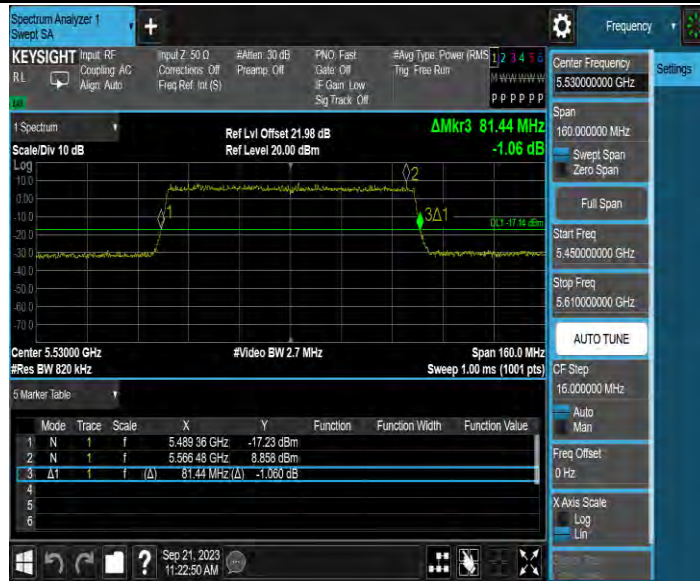 Spectrum Analyzer 1
Swept SA
Frequency
KEYSIGHT
RL
Input: RF
Coupling: AC
Align: Auto
Input Z: 50 Ω
Corrections: Off
Freq Ref: Int (S)
#Atten: 30 dB
Preamp: Off
PNO: Fast
Gate: Off
IF Gain: Low
Sig Track: Off
#Avg Type: Power (RMS
Trig: Free Run
1 2 3 4 5 6
M W W W W W
P P P P P P
1 Spectrum
Scale/Div 10 dB
Ref Lvl Offset 21.98 dB
Ref Level 20.00 dBm
ΔMkr3 81.44 MHz
-1.06 dB
Log
10.0
0.00
-10.0
-20.0
-30.0
-40.0
-50.0
-60.0
-70.0
1
2
3Δ1
DL1 -17.14 dBm
Center 5.53000 GHz
#Res BW 820 kHz
#Video BW 2.7 MHz
Span 160.0 MHz
Sweep 1.00 ms (1001 pts)
5 Marker Table
Mode Trace Scale X Y Function Function Width Function Value
1 N 1 f 5.489 36 GHz -17.23 dBm
2 N 1 f 5.566 48 GHz 8.858 dBm
3 Δ1 1 f (Δ) 81.44 MHz (Δ) -1.060 dB
4
5
6
Sep 21, 2023
11:22:50 AM
?
Center Frequency
5.530000000 GHz
Settings
Span
160.000000 MHz
Swept Span
Zero Span
Full Span
Start Freq
5.450000000 GHz
Stop Freq
5.610000000 GHz
AUTO TUNE
CF Step
16.000000 MHz
Auto
Man
Freq Offset
0 Hz
X Axis Scale
Log
Lin